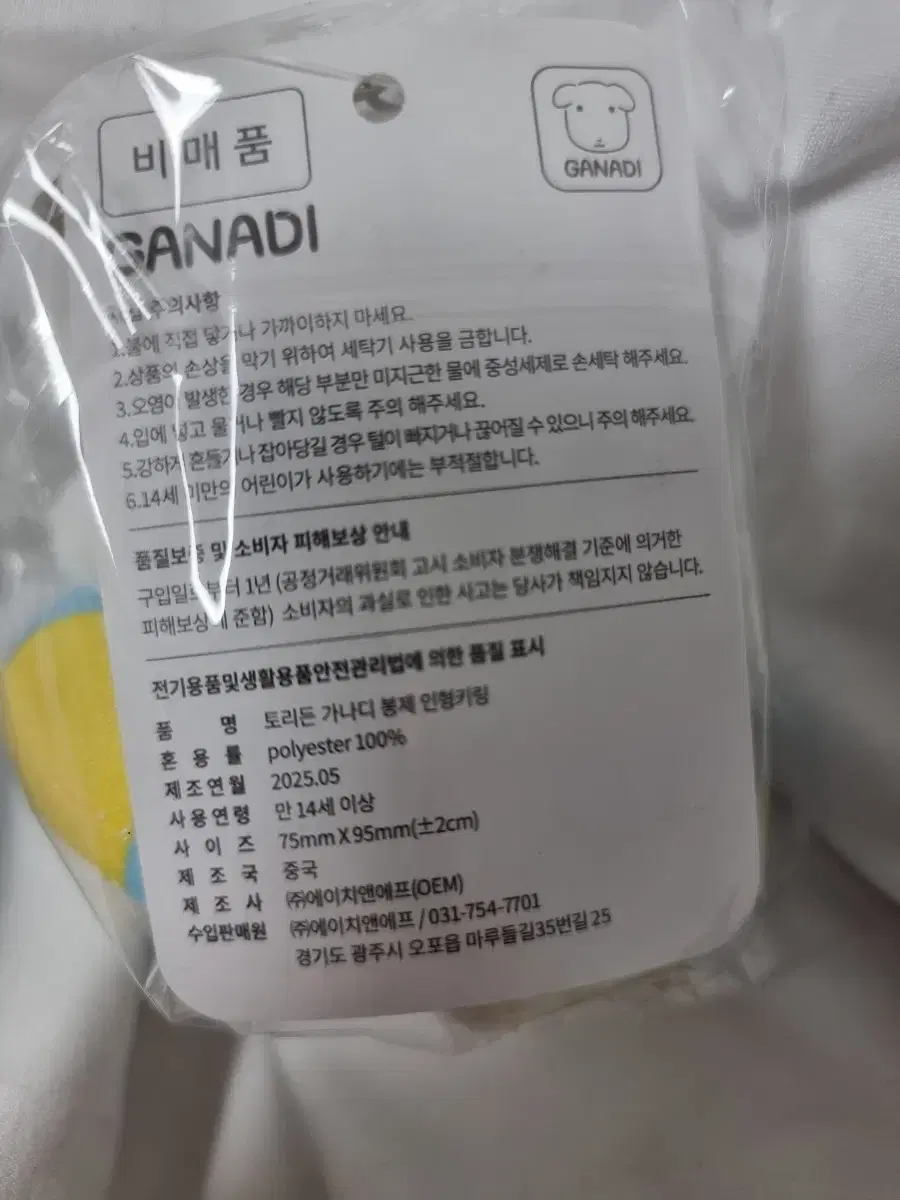 비매품
GANADI
GANADI
주의사항
1.불에 직접 닿거나 가까이하지 마세요.
2.상품의 손상을 막기 위하여 세탁기 사용을 금합니다.
3.오염이 발생한 경우 해당 부분만 미지근한 물에 중성세제로 손세탁 해주세요.
4.입에 넣고 물거나 빨지 않도록 주의 해주세요.
5.강하게 흔들거나 잡아당길 경우 털이 빠지거나 끊어질 수 있으니 주의 해주세요.
6.14세 미만의 어린이가 사용하기에는 부적절합니다.
품질보증 및 소비자 피해보상 안내
구입일로부터 1년 (공정거래위원회 고시 소비자 분쟁해결 기준에 의거한
피해보상에 준함) 소비자의 과실로 인한 사고는 당사가 책임지지 않습니다.
전기용품및생활용품안전관리법에 의한 품질 표시
품 명 토리든 가나디 봉제 인형키링
혼 용 률 polyester 100%
제조연월 2025.05
사용연령 만 14세 이상
사 이 즈 75mm X 95mm(±2cm)
제 조 국 중국
제 조 사 ㈜에이치앤에프(OEM)
수입판매원 ㈜에이치앤에프 / 031-754-7701
경기도 광주시 오포읍 마루들길35번길 25